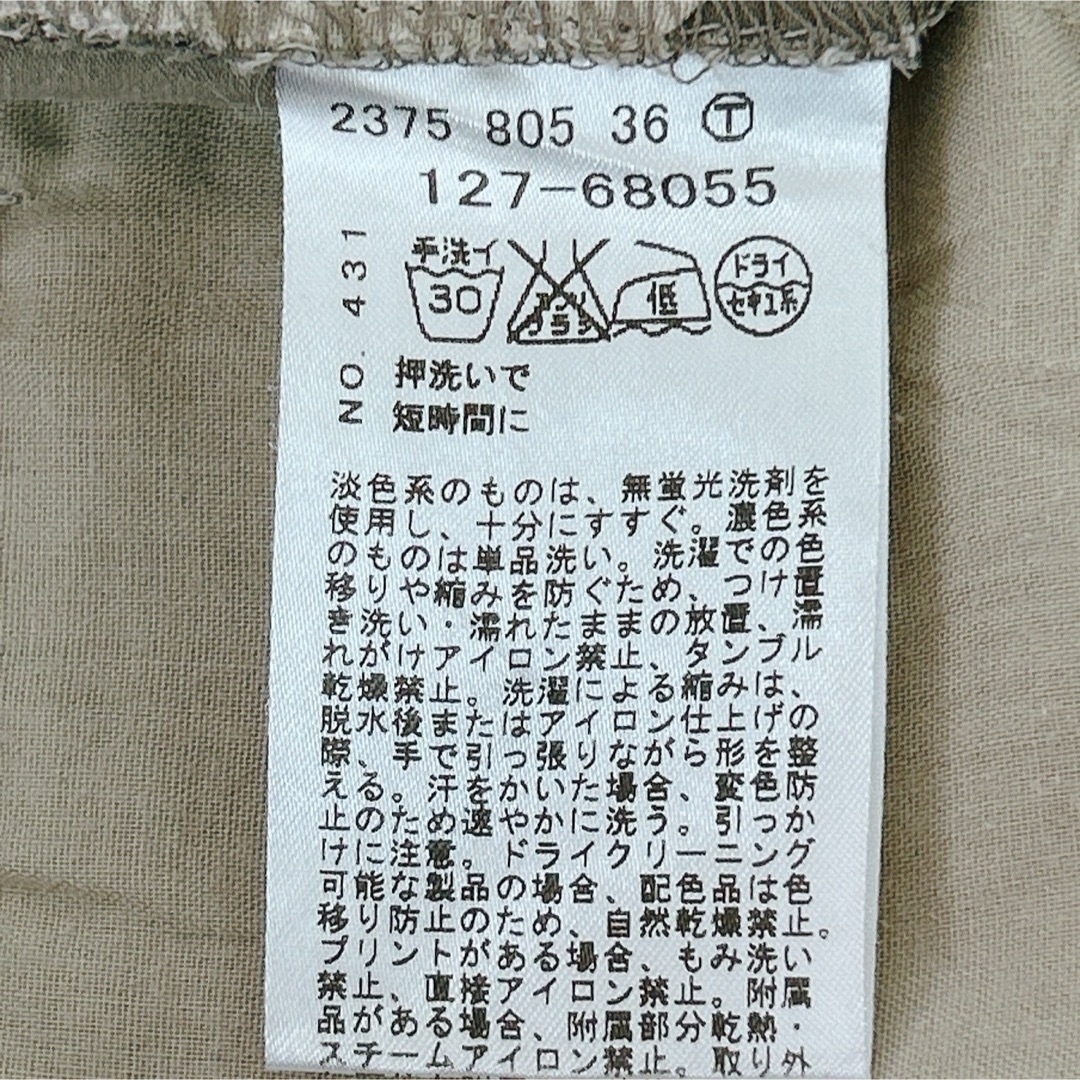 2375 805 36 Ⓣ
127-68055
NO. 431
手洗イ
30
エンソ
サラシ
低
ドライ
セキユ系
押洗いで
短時間に
淡色系のものは、無蛍光洗剤を
使用し、十分にすすぐ。濃色系
のものは単品洗い。洗濯での色
移りや縮みを防ぐため、つけ置
き洗い・濡れたままの放置、濡
れがけアイロン禁止、タンブル
乾燥禁止。洗濯による縮みは、
脱水後またはアイロン仕上げの
際、手で引っ張りながら形を整
える。汗をかいた場合、変色防
止のため速やかに洗う。引っか
けに注意。ドライクリーニング
可能な製品の場合、配色品は色
移り防止のため、自然乾燥禁止。
プリントがある場合、もみ洗い
禁止、直接アイロン禁止。附属
品がある場合、附属部分乾熱・
スチームアイロン禁止。取り外